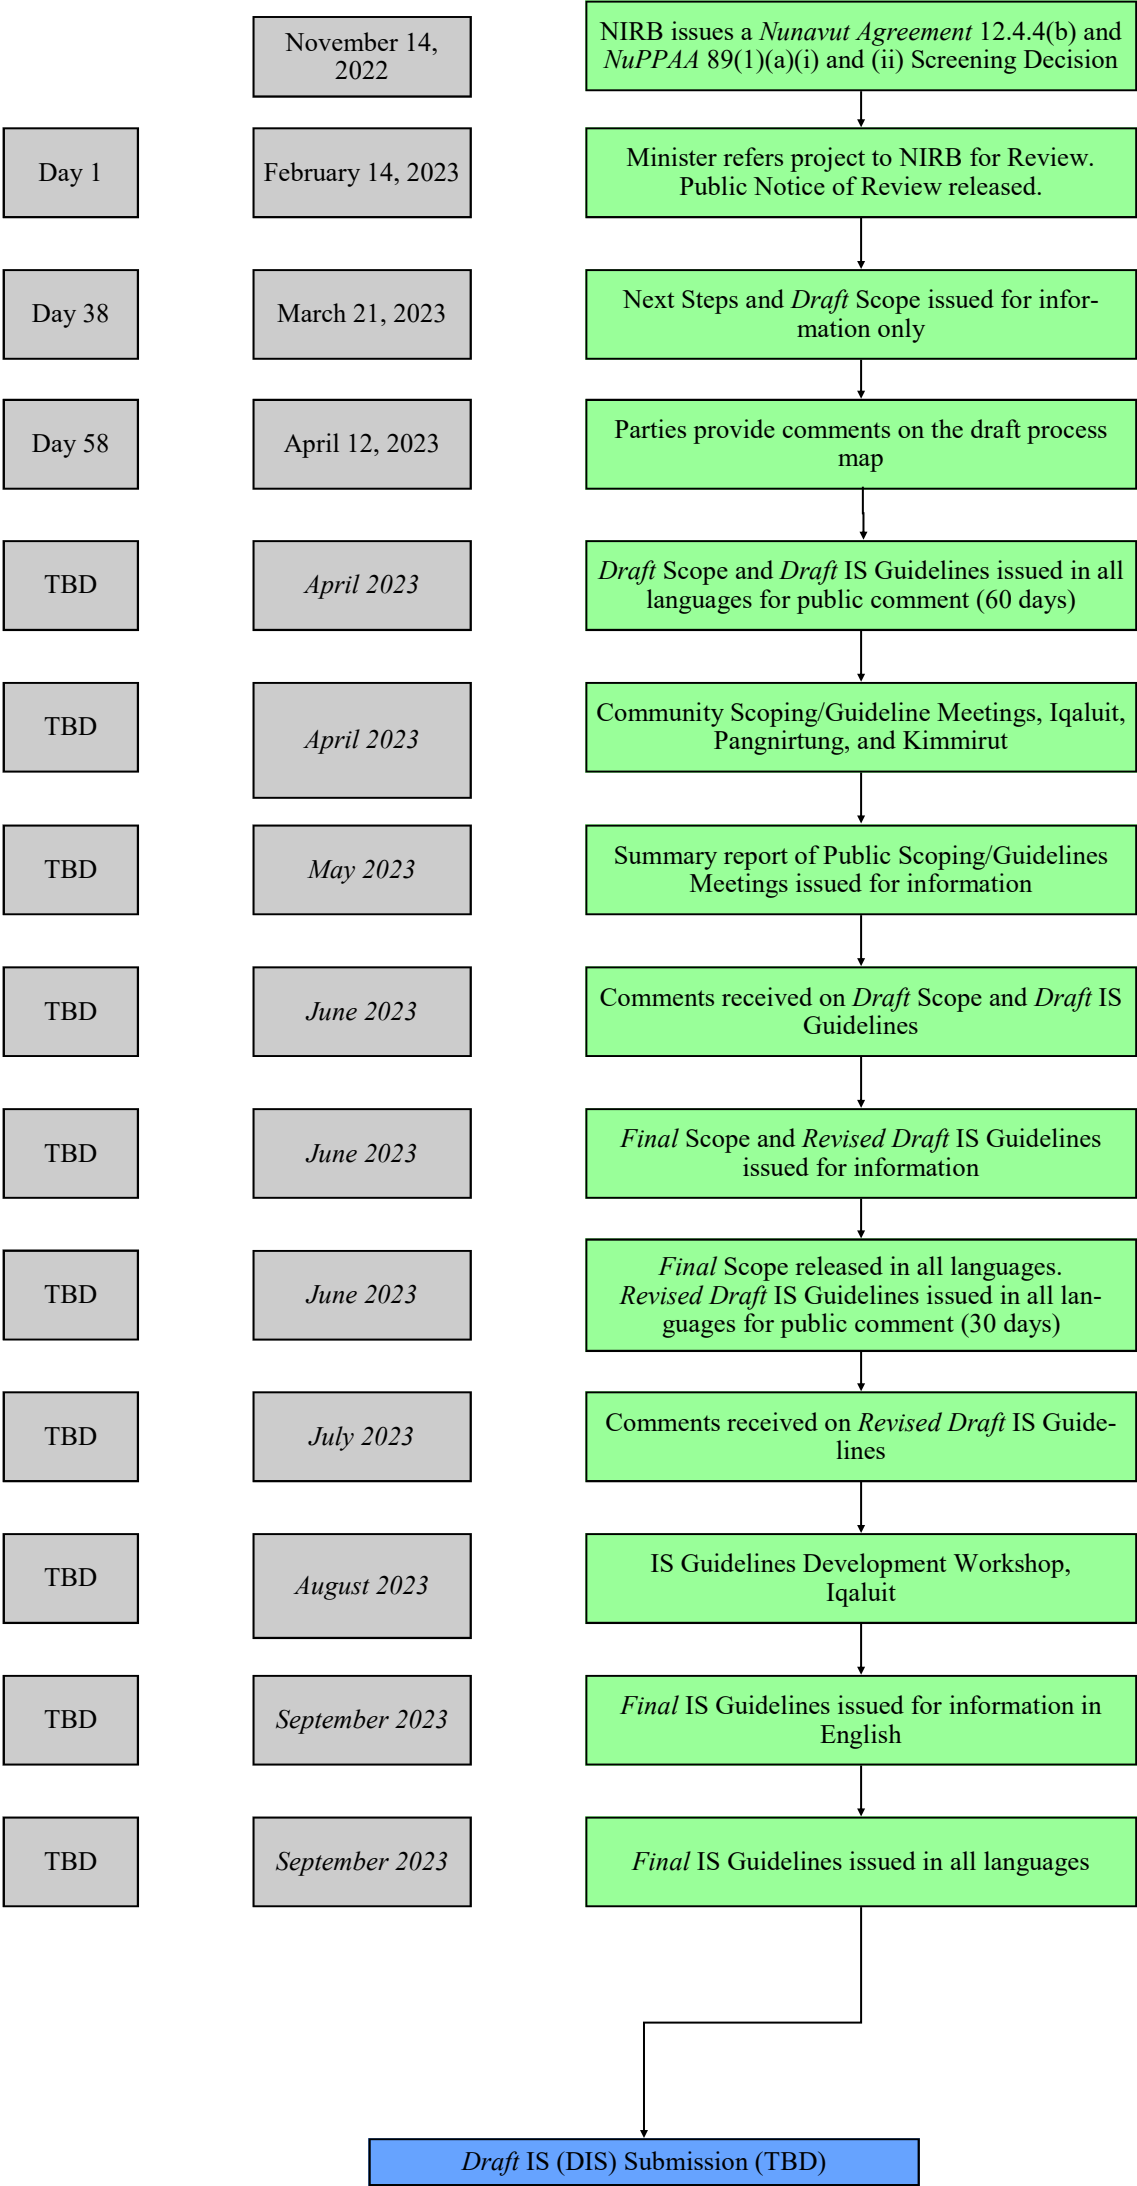 November 14,
2022
NIRB issues a Nunavut Agreement 12.4.4(b) and
NuPPAA 89(1)(a)(i) and (ii) Screening Decision
Day 1
February 14, 2023
Minister refers project to NIRB for Review.
Public Notice of Review released.
Day 38
March 21, 2023
Next Steps and Draft Scope issued for infor-
mation only
Day 58
April 12, 2023
Parties provide comments on the draft process
map
TBD
April 2023
Draft Scope and Draft IS Guidelines issued in all
languages for public comment (60 days)
TBD
April 2023
Community Scoping/Guideline Meetings, Iqaluit,
Pangnirtung, and Kimmirut
TBD
May 2023
Summary report of Public Scoping/Guidelines
Meetings issued for information
TBD
June 2023
Comments received on Draft Scope and Draft IS
Guidelines
TBD
June 2023
Final Scope and Revised Draft IS Guidelines
issued for information
TBD
June 2023
Final Scope released in all languages.
Revised Draft IS Guidelines issued in all lan-
guages for public comment (30 days)
TBD
July 2023
Comments received on Revised Draft IS Guide-
lines
TBD
August 2023
IS Guidelines Development Workshop,
Iqaluit
TBD
September 2023
Final IS Guidelines issued for information in
English
TBD
September 2023
Final IS Guidelines issued in all languages
Draft IS (DIS) Submission (TBD)